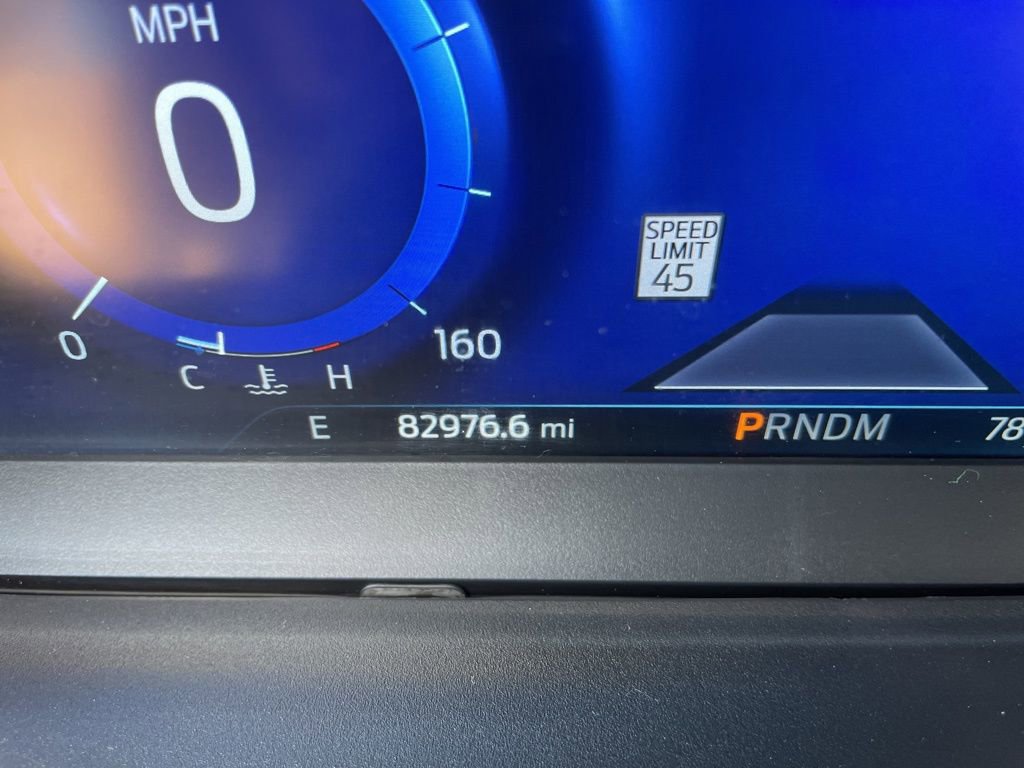 MPH
0
SPEED
LIMIT
45
0
160
C H
E 82976.6 mi PRNDM 78